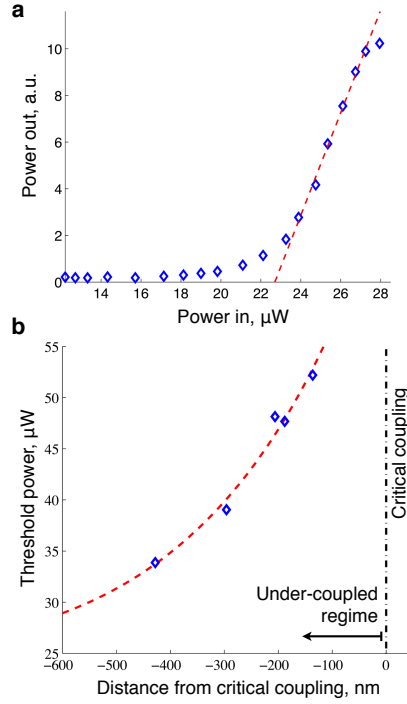 a
10
8
6
4
2
0
Power out, a.u.
14 16 18 20 22 24 26 28
Power in, µW
b
55
50
45
40
35
30
25
Threshold power, µW
Critical coupling
Under-coupled
regime
-600 -500 -400 -300 -200 -100 0
Distance from critical coupling, nm